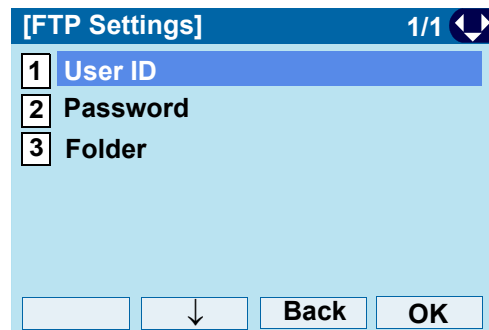 [FTP Settings] 1/1
1 User ID
2 Password
3 Folder
↓ Back OK